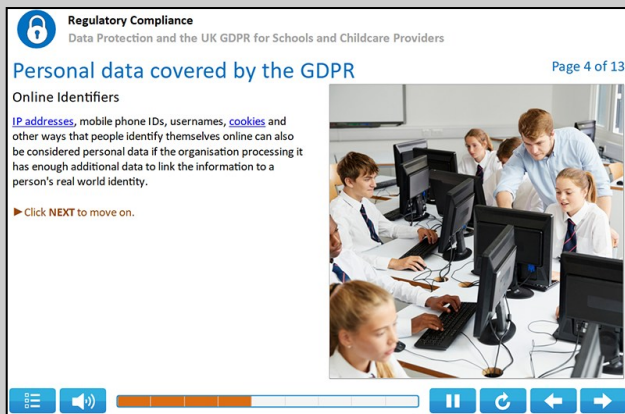 Regulatory Compliance
Data Protection and the UK GDPR for Schools and Childcare Providers
Personal data covered by the GDPR
Page 4 of 13
Online Identifiers
IP addresses, mobile phone IDs, usernames, cookies and
other ways that people identify themselves online can also
be considered personal data if the organisation processing it
has enough additional data to link the information to a
person's real world identity.
►Click NEXT to move on.